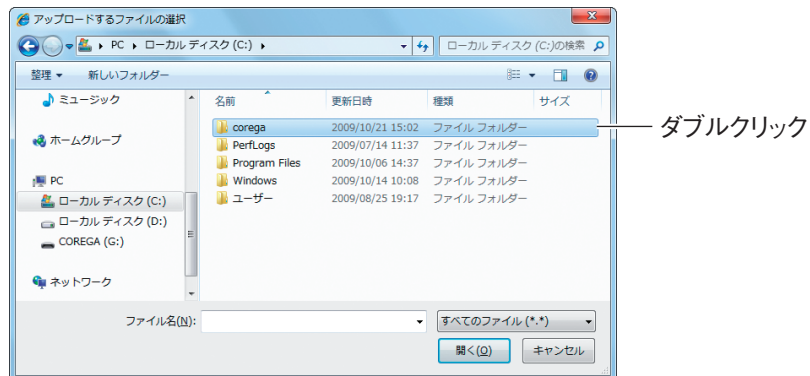 アップロードするファイルの選択
PC ローカル ディスク (C:) ローカル ディスク (C:)の検索
整理 新しいフォルダー
ミュージック
ホームグループ
PC
ローカル ディスク (C:)
ローカル ディスク (D:)
COREGA (G:)
ネットワーク
名前 更新日時 種類 サイズ
corega 2009/10/21 15:02 ファイル フォルダー
PerfLogs 2009/07/14 11:37 ファイル フォルダー
Program Files 2009/10/06 14:37 ファイル フォルダー
Windows 2009/10/14 10:08 ファイル フォルダー
ユーザー 2009/08/25 19:17 ファイル フォルダー
ダブルクリック
ファイル名(N): すべてのファイル (*.*)
開く(O) キャンセル